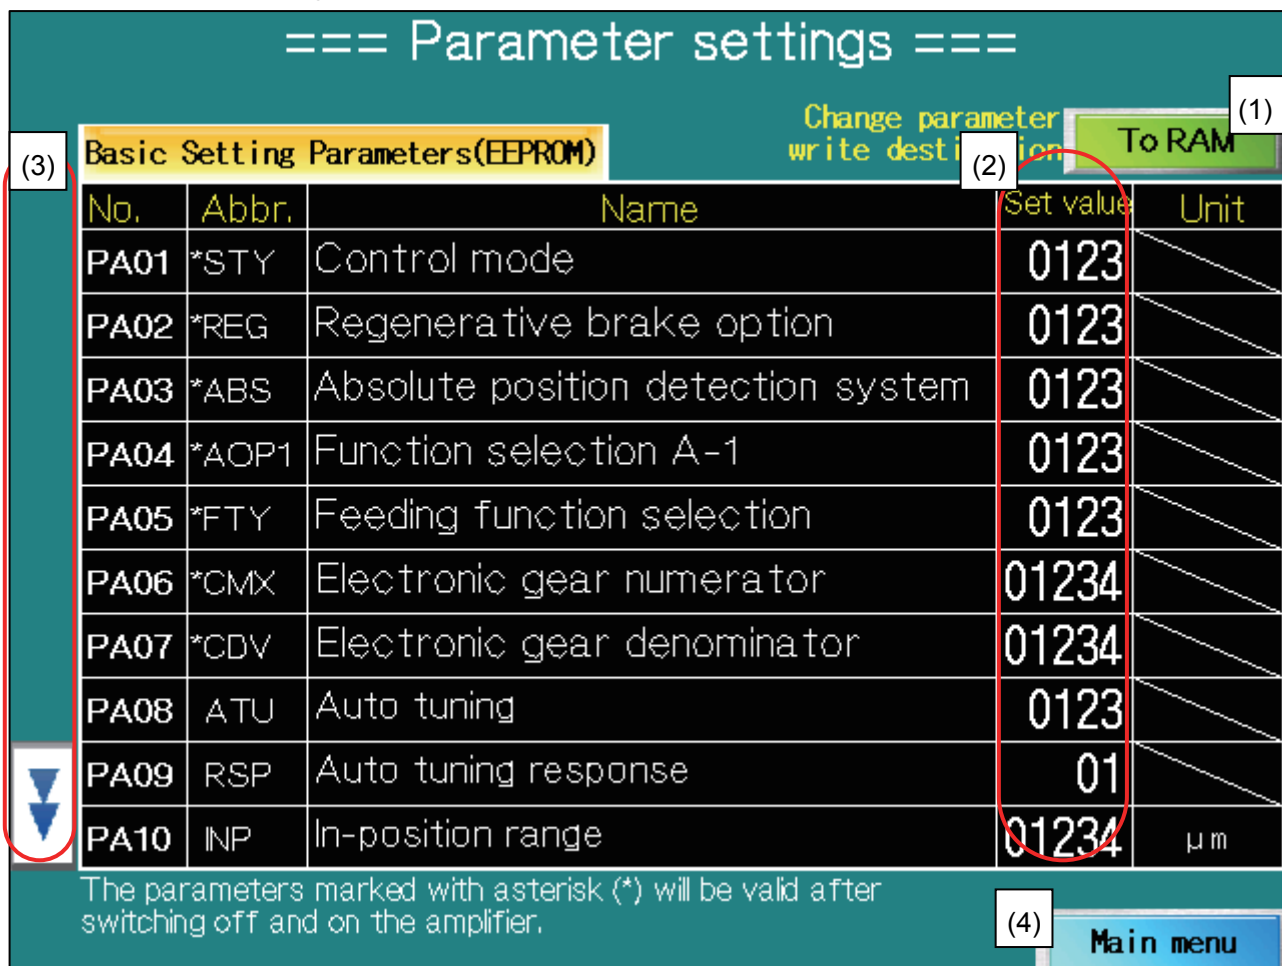 === Parameter settings ===
Change parameter
write desti ion
(1)
To RAM
(2)
(3)
Basic Setting Parameters(EEPROM)
No. Abbr. Name Set value Unit
PA01 *STY Control mode 0123
PA02 *REG Regenerative brake option 0123
PA03 *ABS Absolute position detection system 0123
PA04 *AOP1 Function selection A-1 0123
PA05 *FTY Feeding function selection 0123
PA06 *CMX Electronic gear numerator 01234
PA07 *CDV Electronic gear denominator 01234
PA08 ATU Auto tuning 0123
PA09 RSP Auto tuning response 01
PA10 INP In-position range 01234 μm
The parameters marked with asterisk (*) will be valid after
switching off and on the amplifier.
(4)
Main menu